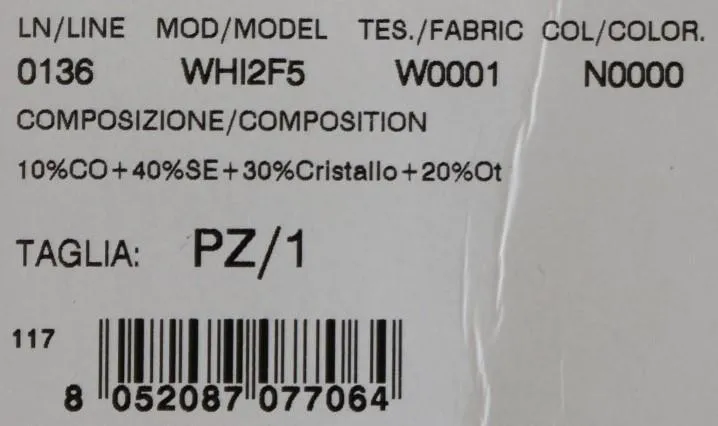 LN/LINE MOD/MODEL TES./FABRIC COL/COLOR.
0136 WHI2F5 W0001 N0000
COMPOSIZIONE/COMPOSITION
10%CO+40%SE+30%Cristallo+20%Ot
TAGLIA: PZ/1
117
8 052087 077064